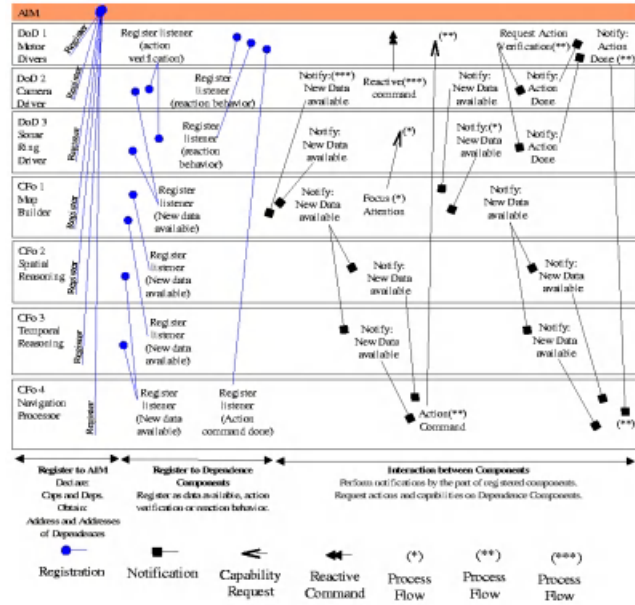 AIM
DoD 1
Motor
Divers
Register
Register listener
(action
verification)
(**)
Request Action
Verification(**)
Notify:
Action
Done (**)
DoD 2
Camera
Driver
Register
Register
listener
(reaction behavior)
Notify:(***)
New Data
available
Reactive(***)
command
Notify:
New Data
available
Notify:
Action
Done
DoD 3
Sonar
Ring
Driver
Register
Register
listener
(reaction
behavior)
Notify:
New Data
available
(*)
Notify:(*)
New Data
available
Notify:
Action
Done
CFo 1
Map
Builder
Register
Register
listener
(New data
available)
Notify:
New Data
available
Focus (*)
Attention
Notify:
New Data
available
CFo 2
Spatial
Reasoning
Register
Register
listener
(New data
available)
Notify:
New Data
available
Notify:
New Data
available
CFo 3
Temporal
Reasoning
Register
Register
listener
(New data
available)
Notify:
New Data
available
Notify:
New Data
available
CFo 4
Navigation
Processor
Register
Register
listener
(New data
available)
Register
listener
(Action
command done)
Action(**)
Command
(**)
Register to AIM
Declare:
Caps and Deps.
Obtain:
Address and Addresses
of Dependences
Register to Dependence
Components
Register as data available, action
verification or reaction behavior.
Interaction between Components
Perform notifications by the part of registered components.
Request actions and capabilities on Dependence Components.
Registration
Notification
Capability
Request
Reactive
Command
(*)
Process
Flow
(**)
Process
Flow
(***)
Process
Flow